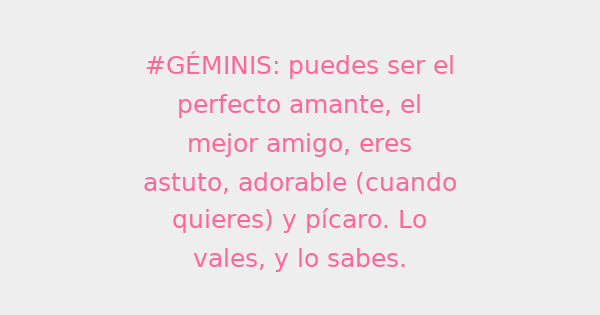 #GÉMINIS: puedes ser el
perfecto amante, el
mejor amigo, eres
astuto, adorable (cuando
quieres) y pícaro. Lo
vales, y lo sabes.